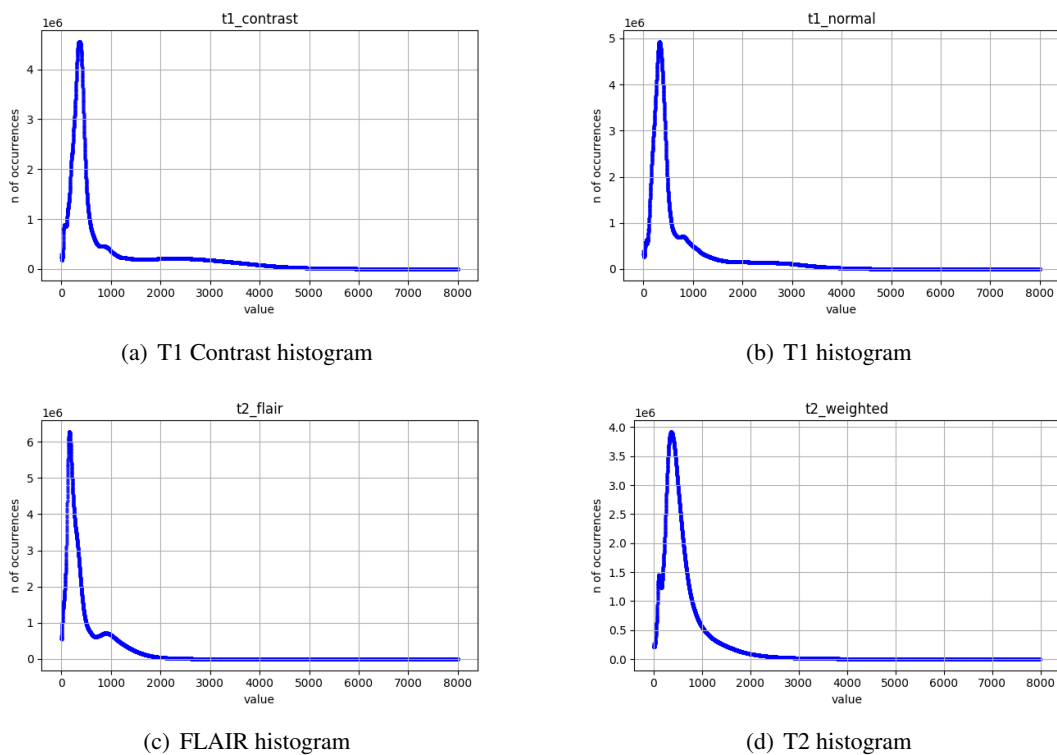 t1_contrast
1e6
4
3
2
1
0
n of occurrences
0 1000 2000 3000 4000 5000 6000 7000 8000
value
(a) T1 Contrast histogram
t1_normal
1e6
5
4
3
2
1
0
n of occurrences
0 1000 2000 3000 4000 5000 6000 7000 8000
value
(b) T1 histogram
t2_flair
1e6
6
5
4
3
2
1
0
n of occurrences
0 1000 2000 3000 4000 5000 6000 7000 8000
value
(c) FLAIR histogram
t2_weighted
1e6
4.0
3.5
3.0
2.5
2.0
1.5
1.0
0.5
0.0
n of occurrences
0 1000 2000 3000 4000 5000 6000 7000 8000
value
(d) T2 histogram